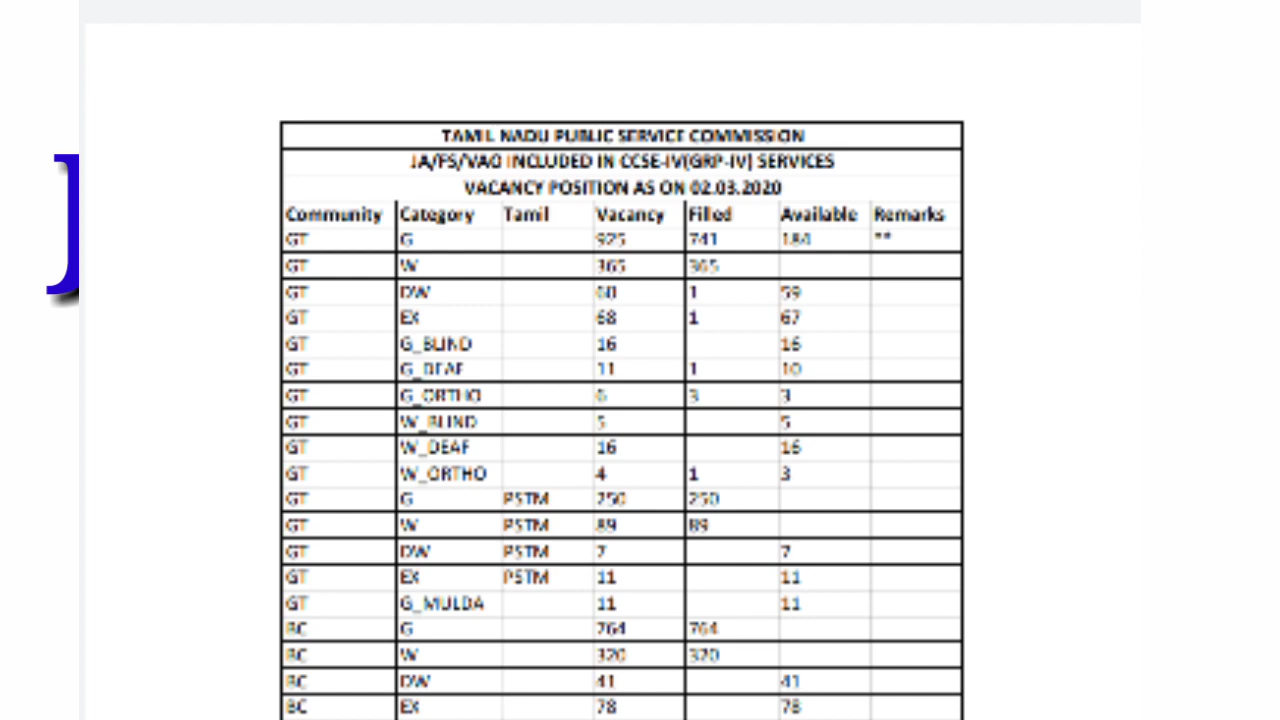 J
TAMIL NADU PUBLIC SERVICE COMMISSION
JA/FS/VAO INCLUDED IN CCSE-IV(GRP-IV) SERVICES
VACANCY POSITION AS ON 02.03.2020
Community Category Tamil Vacancy Filled Available Remarks
GT G 925 741 184 **
GT W 365 365
GT DW 60 1 59
GT EX 68 1 67
GT G_BLIND 16 16
GT G_DEAF 11 1 10
GT G_ORTHO 6 3 3
GT W_BLIND 5 5
GT W_DEAF 16 16
GT W_ORTHO 4 1 3
GT G PSTM 250 250
GT W PSTM 89 89
GT DW PSTM 7 7
GT EX PSTM 11 11
GT G_MULDA 11 11
BC G 764 764
BC W 320 320
BC DW 41 41
BC EX 78 78